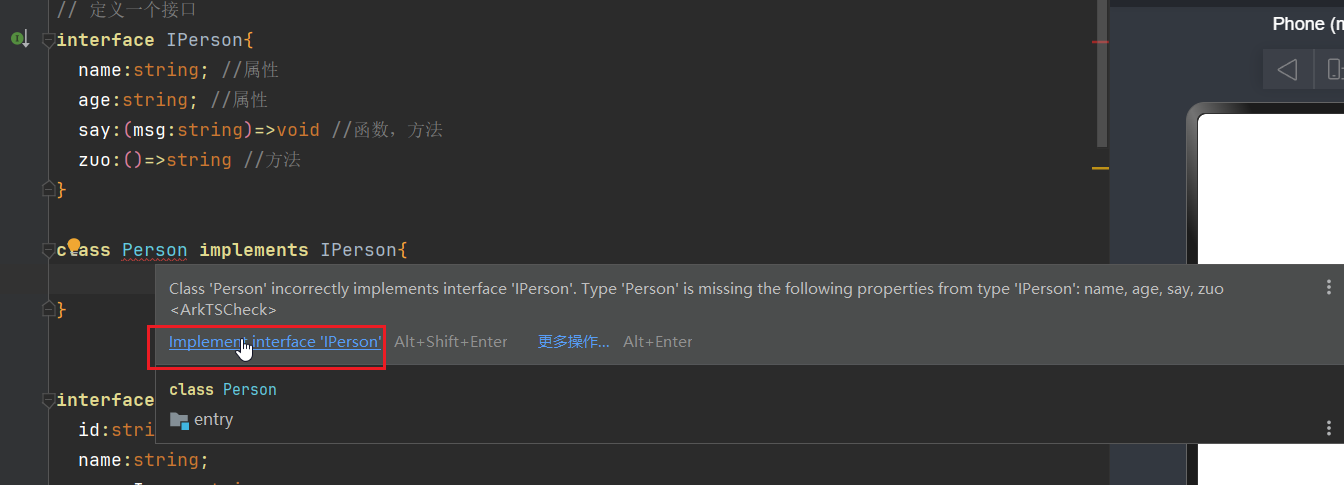 // 定义一个接口
Phone (m
interface IPerson{
name:string; //属性
age:string; //属性
say:(msg:string)=>void //函数，方法
zuo:()=>string //方法
}
class Person implements IPerson{
Class 'Person' incorrectly implements interface 'IPerson'. Type 'Person' is missing the following properties from type 'IPerson': name, age, say, zuo
<ArkTSCheck>
}
Implement interface 'IPerson' Alt+Shift+Enter 更多操作... Alt+Enter
class Person
interface
entry
id:stri
name:string;